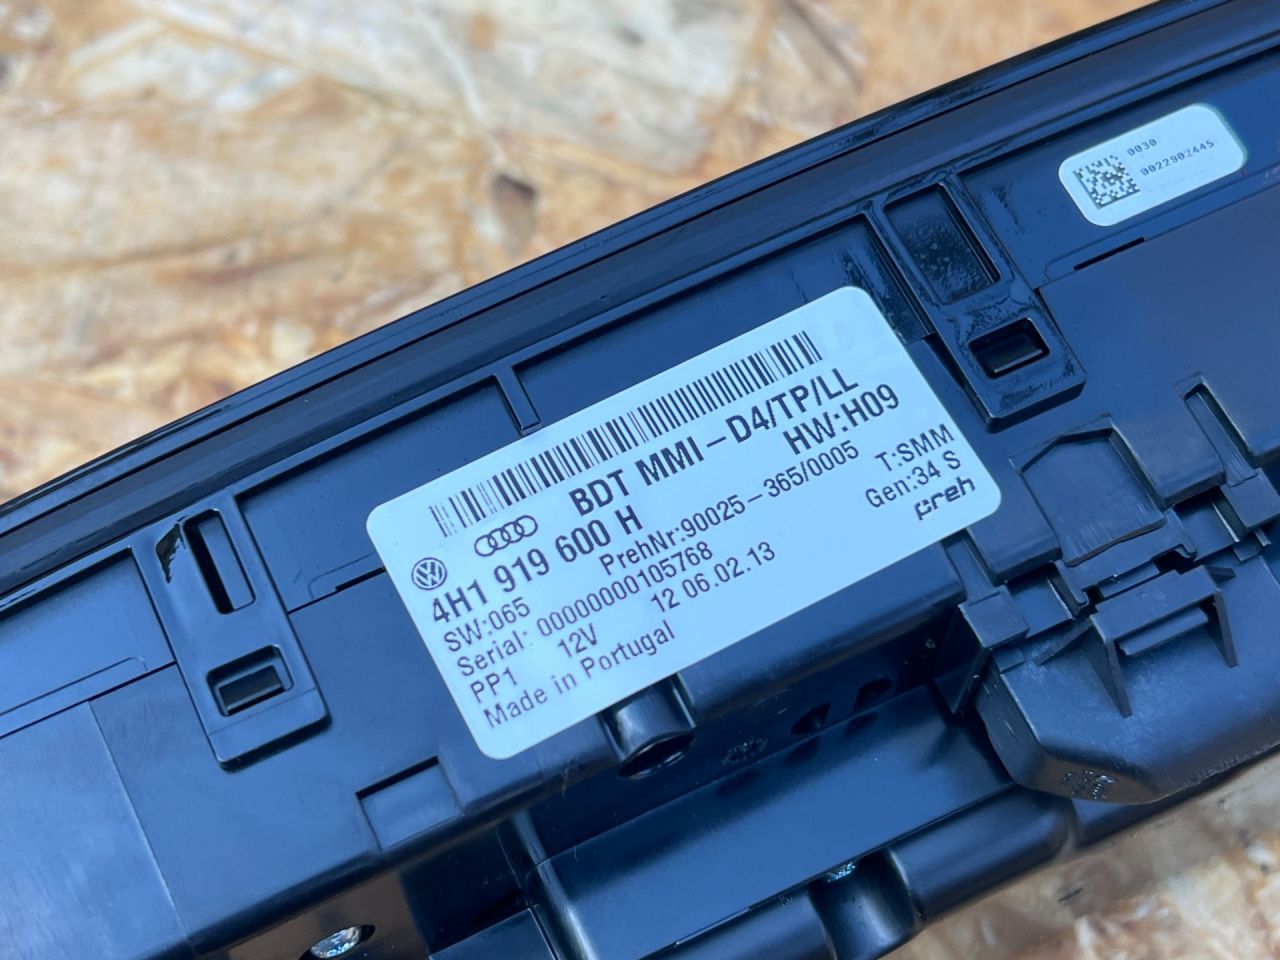 0030
0022902445
BDT MMI-D4/TP/LL
4H1 919 600 H HW:H09
SW:065 PrehNr:90025-365/0005
Serial: 0000000105768 T:SMM
PP1 12V 12 06.02.13 Gen:34 S
Made in Portugal preh